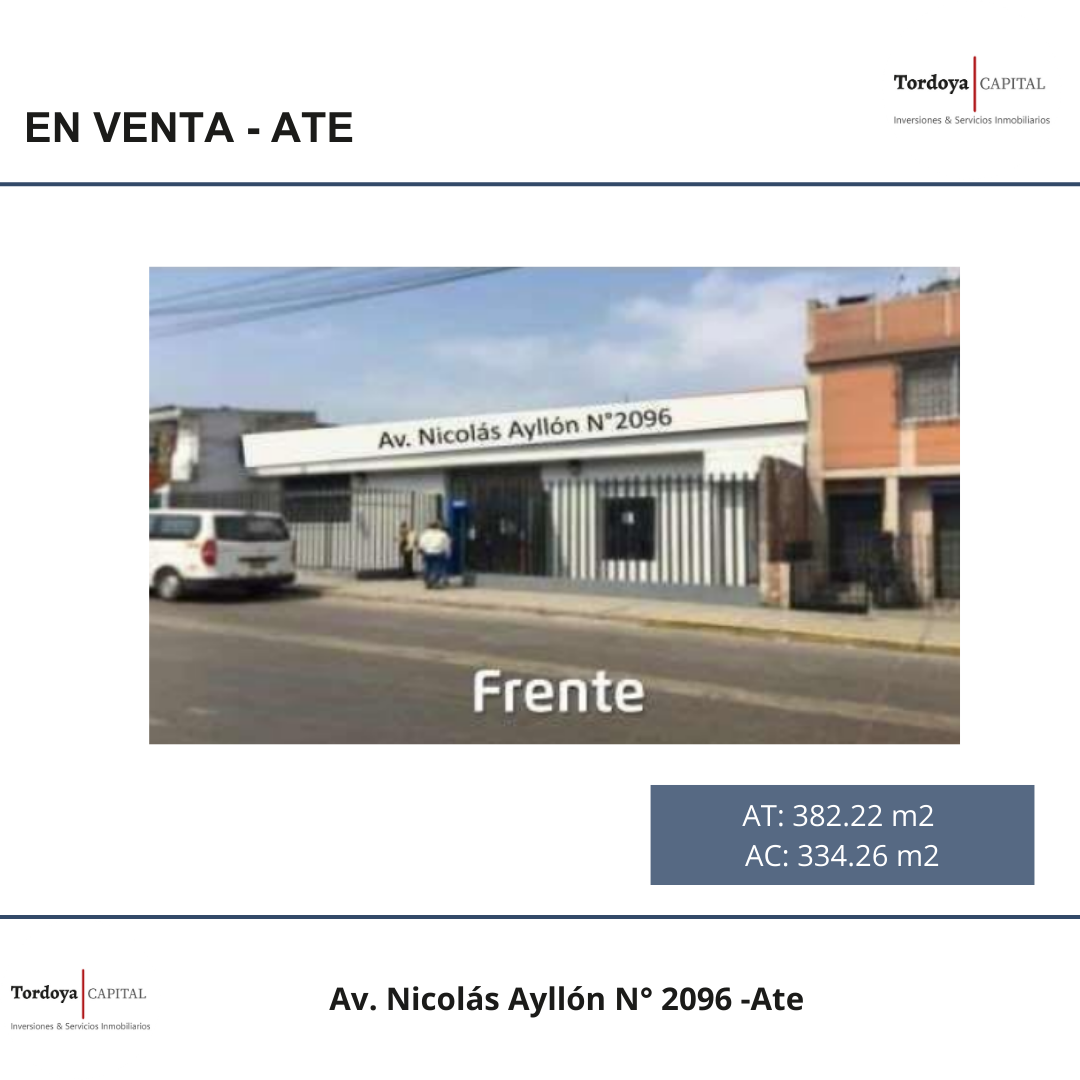 Tordoya CAPITAL
Inversiones & Servicios Inmobiliarios
EN VENTA - ATE
Av. Nicolás Ayllón N°2096
Frente
AT: 382.22 m2
AC: 334.26 m2
Tordoya CAPITAL
Inversiones & Servicios Inmobiliarios
Av. Nicolás Ayllón N° 2096 -Ate